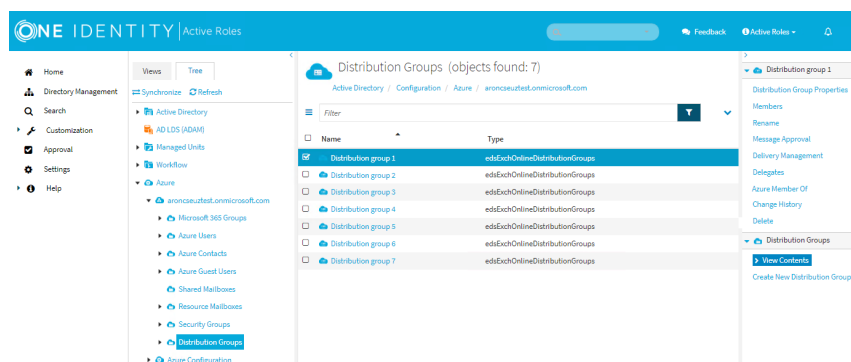 ONE IDENTITY Active Roles
Feedback
Active Roles
Home
Directory Management
Search
Customization
Approval
Settings
Help
Views Tree
Synchronize Refresh
Active Directory
AD LDS (ADAM)
Managed Units
Workflow
Azure
aroncseuztest.onmicrosoft.com
Microsoft 365 Groups
Azure Users
Azure Contacts
Azure Guest Users
Shared Mailboxes
Resource Mailboxes
Security Groups
Distribution Groups
Azure Configuration
Distribution Groups (objects found: 7)
Active Directory / Configuration / Azure / aroncseuztest.onmicrosoft.com
Filter
Name Type
Distribution group 1 edsExchOnlineDistributionGroups
Distribution group 2 edsExchOnlineDistributionGroups
Distribution group 3 edsExchOnlineDistributionGroups
Distribution group 4 edsExchOnlineDistributionGroups
Distribution group 5 edsExchOnlineDistributionGroups
Distribution group 6 edsExchOnlineDistributionGroups
Distribution group 7 edsExchOnlineDistributionGroups
Distribution group 1
Distribution Group Properties
Members
Rename
Message Approval
Delivery Management
Delegates
Azure Member Of
Change History
Delete
Distribution Groups
View Contents
Create New Distribution Group